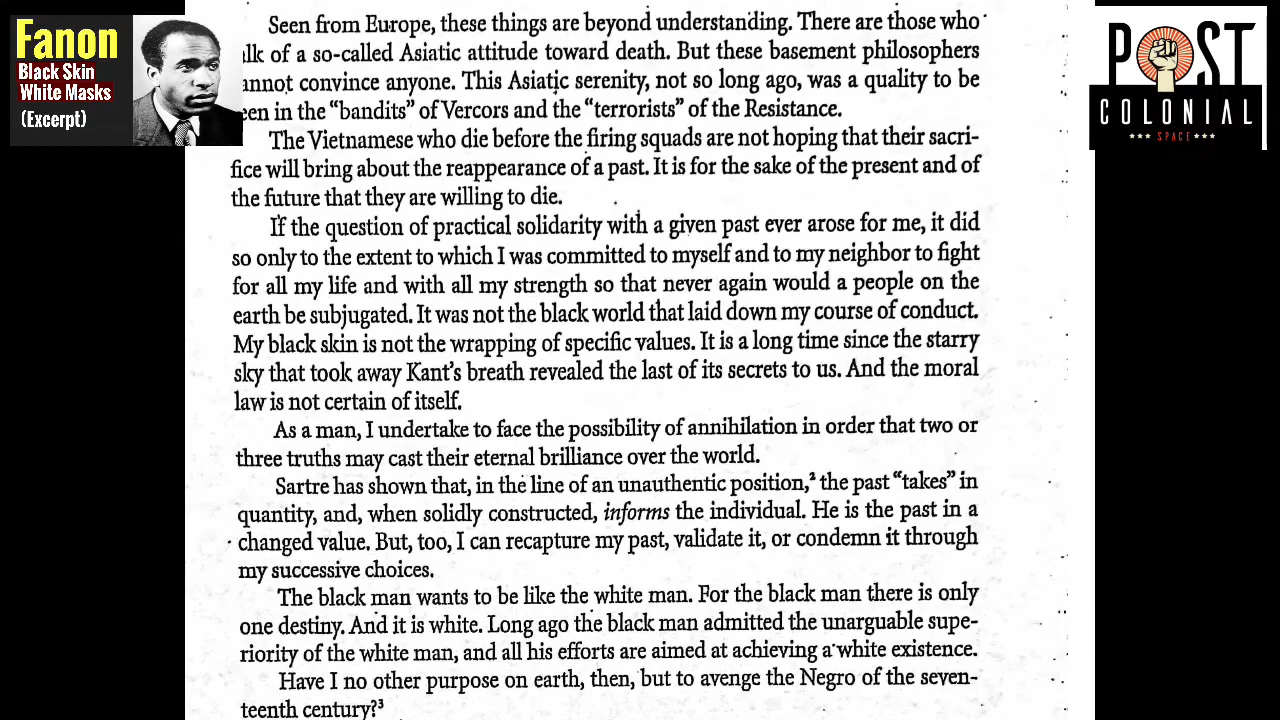 Fanon
Black Skin
White Masks
(Excerpt)
POST
COLONIAL
SPACE
Seen from Europe, these things are beyond understanding. There are those who
of a so-called Asiatic attitude toward death. But these basement philosophers
convince anyone. This Asiatic serenity, not so long ago, was a quality to be
in the “bandits” of Vercors and the “terrorists” of the Resistance.
The Vietnamese who die before the firing squads are not hoping that their sacri-
fice will bring about the reappearance of a past. It is for the sake of the present and of
the future that they are willing to die.
If the question of practical solidarity with a given past ever arose for me, it did
so only to the extent to which I was committed to myself and to my neighbor to fight
for all my life and with all my strength so that never again would a people on the
earth be subjugated. It was not the black world that laid down my course of conduct.
My black skin is not the wrapping of specific values. It is a long time since the starry
sky that took away Kant’s breath revealed the last of its secrets to us. And the moral
law is not certain of itself.
As a man, I undertake to face the possibility of annihilation in order that two or
three truths may cast their eternal brilliance over the world.
Sartre has shown that, in the line of an unauthentic position,² the past “takes” in
quantity, and, when solidly constructed, informs the individual. He is the past in a
changed value. But, too, I can recapture my past, validate it, or condemn it through
my successive choices.
The black man wants to be like the white man. For the black man there is only
one destiny. And it is white. Long ago the black man admitted the unarguable supe-
riority of the white man, and all his efforts are aimed at achieving a white existence.
Have I no other purpose on earth, then, but to avenge the Negro of the seven-
teenth century?³